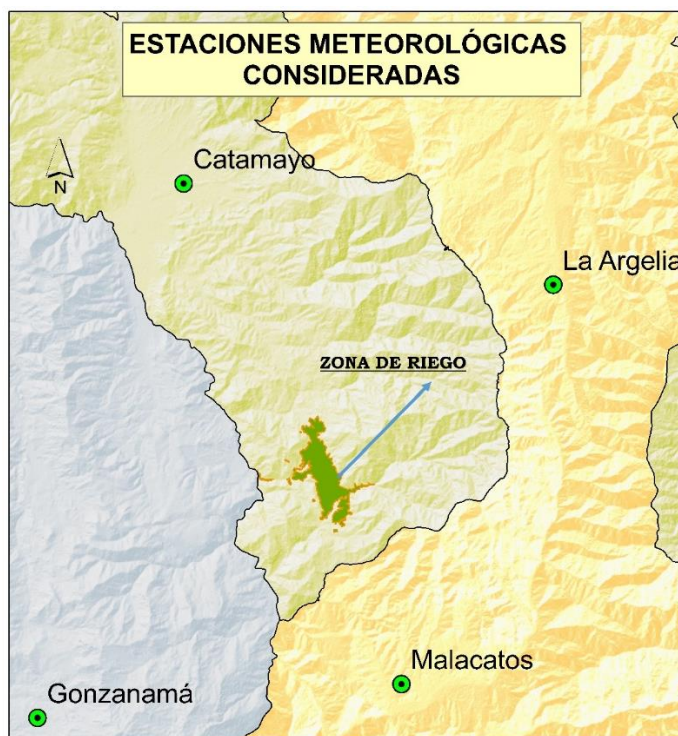 ESTACIONES METEOROLÓGICAS
CONSIDERADAS
N
Catamayo
La Argelia
ZONA DE RIEGO
Malacatos
Gonzanamá